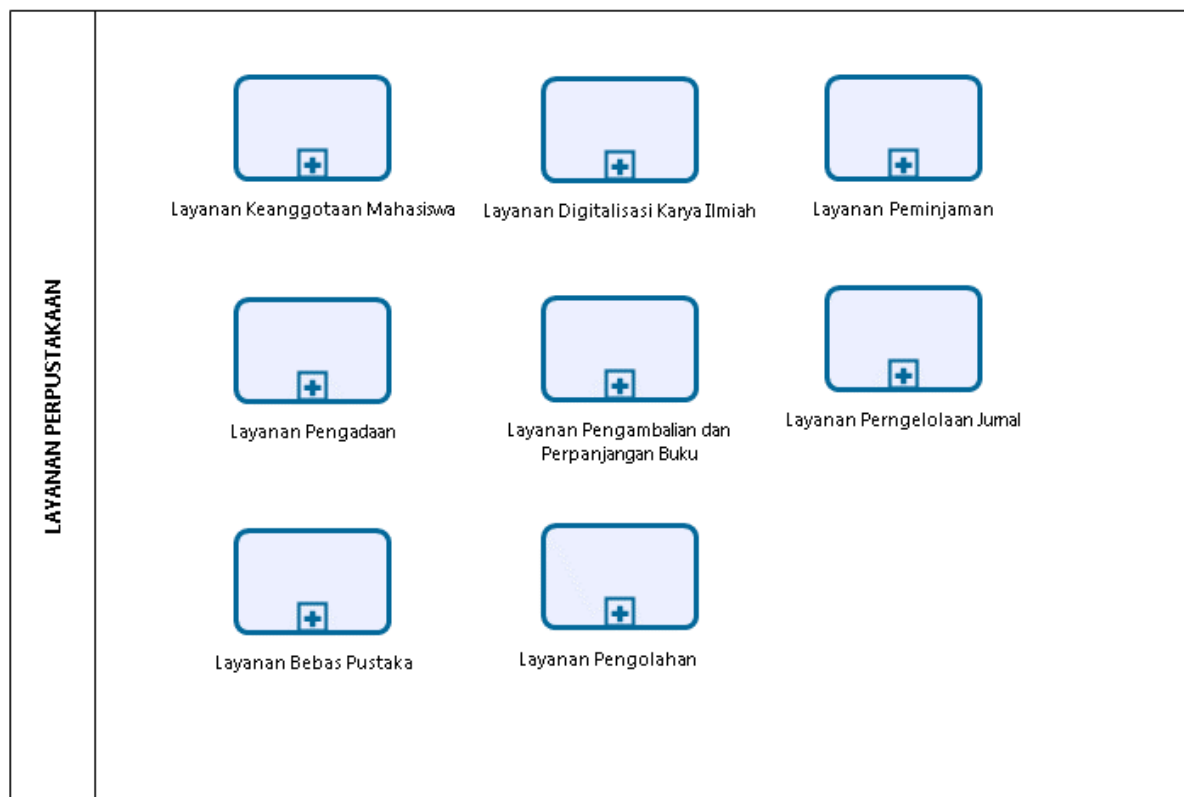 LAYANAN PERPUSTAKAAN
Layanan Keanggotaan Mahasiswa
Layanan Digitalisasi Karya Ilmiah
Layanan Peminjaman
Layanan Pengadaan
Layanan Pengambalian dan
Perpanjangan Buku
Layanan Perngelolaan Jurnal
Layanan Bebas Pustaka
Layanan Pengolahan